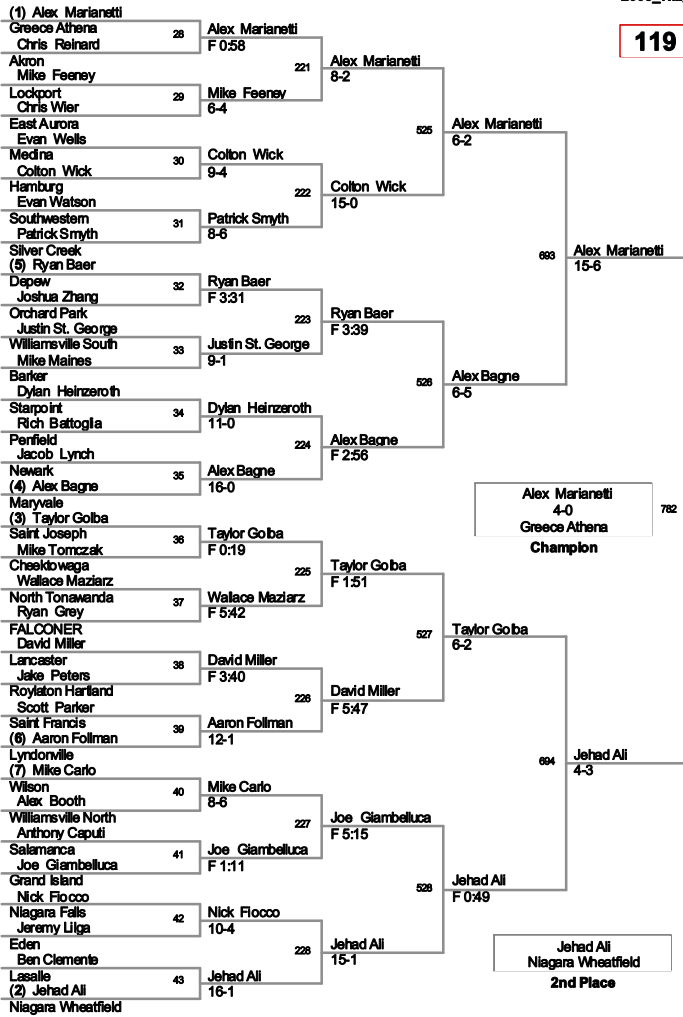 119
(1) Alex Marianetti
Greece Athena
Chris Reinard
Akron
Mike Feeney
Lockport
Chris Wier
East Aurora
Evan Wells
Medina
Colton Wick
Hamburg
Evan Watson
Southwestern
Patrick Smyth
Silver Creek
(5) Ryan Baer
Depew
Joshua Zhang
Orchard Park
Justin St. George
Williamsville South
Mike Maines
Barker
Dylan Heinzeroth
Starpoint
Rich Battoglia
Penfield
Jacob Lynch
Newark
(4) Alex Bagne
Maryvale
(3) Taylor Golba
Saint Joseph
Mike Tomczak
Cheektowaga
Wallace Maziarz
North Tonawanda
Ryan Grey
FALCONER
David Miller
Lancaster
Jake Peters
Roylaton Hartland
Scott Parker
Saint Francis
(6) Aaron Follman
Lyndonville
(7) Mike Carlo
Wilson
Alex Booth
Williamsville North
Anthony Caputi
Salamanca
Joe Giambelluca
Grand Island
Nick Fiocco
Niagara Falls
Jeremy Lilga
Eden
Ben Clemente
Lasalle
(2) Jehad Ali
Niagara Wheatfield
28
29
30
31
32
33
34
35
36
37
38
39
40
41
42
43
Alex Marianetti
F 0:58
Mike Feeney
6-4
Colton Wick
9-4
Patrick Smyth
8-6
Ryan Baer
F 3:31
Justin St. George
9-1
Dylan Heinzeroth
11-0
Alex Bagne
16-0
Taylor Golba
F 0:19
Wallace Maziarz
F 5:42
David Miller
F 3:40
Aaron Follman
12-1
Mike Carlo
8-6
Joe Giambelluca
F 1:11
Nick Fiocco
10-4
Jehad Ali
16-1
221
222
223
224
225
226
227
228
Alex Marianetti
8-2
Colton Wick
15-0
Ryan Baer
F 3:39
Alex Bagne
F 2:56
Taylor Golba
F 1:51
David Miller
F 5:47
Joe Giambelluca
F 5:15
Jehad Ali
15-1
525
526
527
528
Alex Marianetti
6-2
Alex Bagne
6-5
Taylor Golba
6-2
Jehad Ali
F 0:49
693
694
Alex Marianetti
15-6
Jehad Ali
4-3
Alex Marianetti
4-0
Greece Athena
782
Champion
Jehad Ali
Niagara Wheatfield
2nd Place